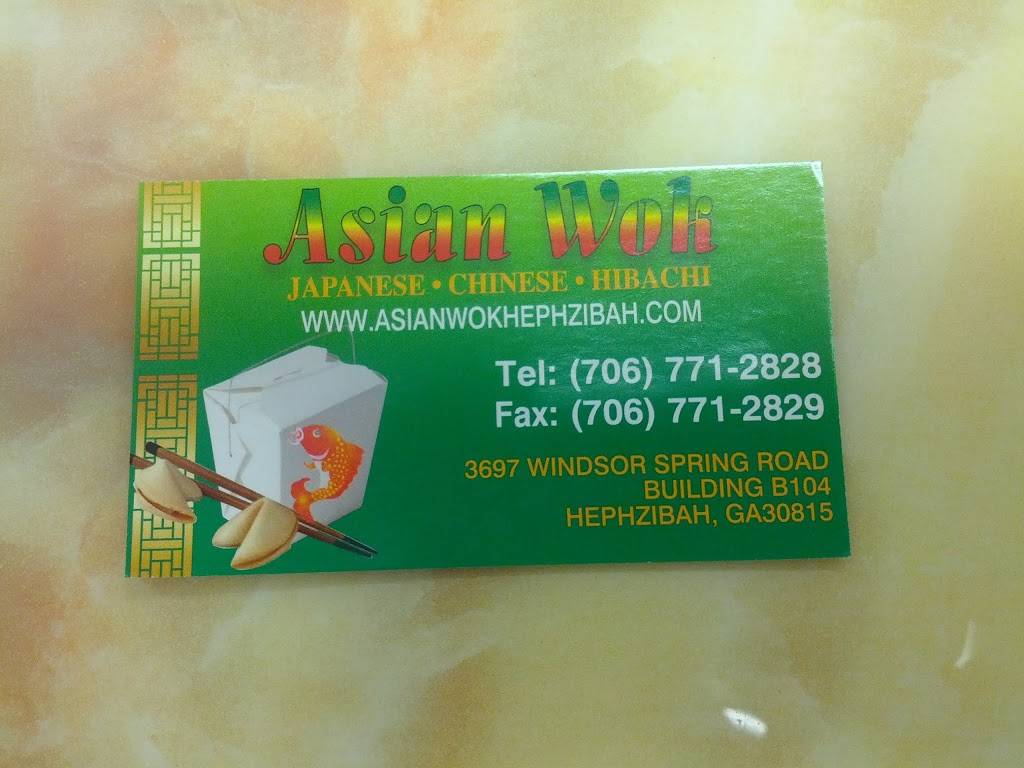 Asian Wok
JAPANESE • CHINESE • HIBACHI
WWW.ASIANWOKHEPHZIBAH.COM
Tel: (706) 771-2828
Fax: (706) 771-2829
3697 WINDSOR SPRING ROAD
BUILDING B104
HEPHZIBAH, GA30815